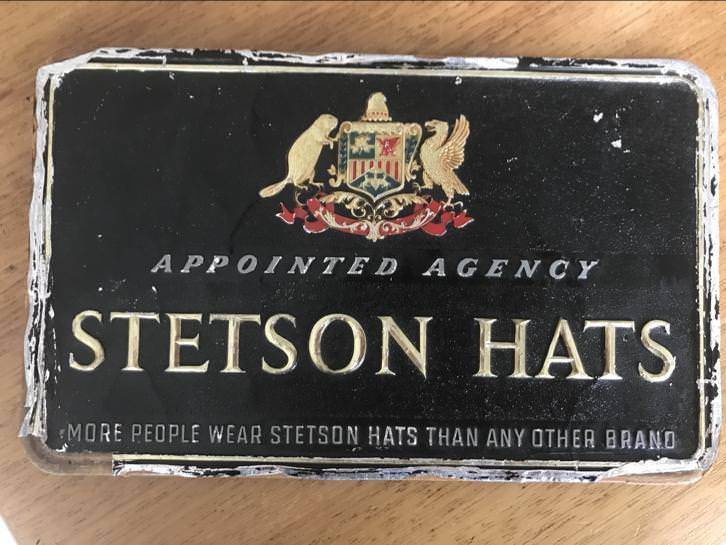 APPOINTED AGENCY
STETSON HATS
MORE PEOPLE WEAR STETSON HATS THAN ANY OTHER BRAND